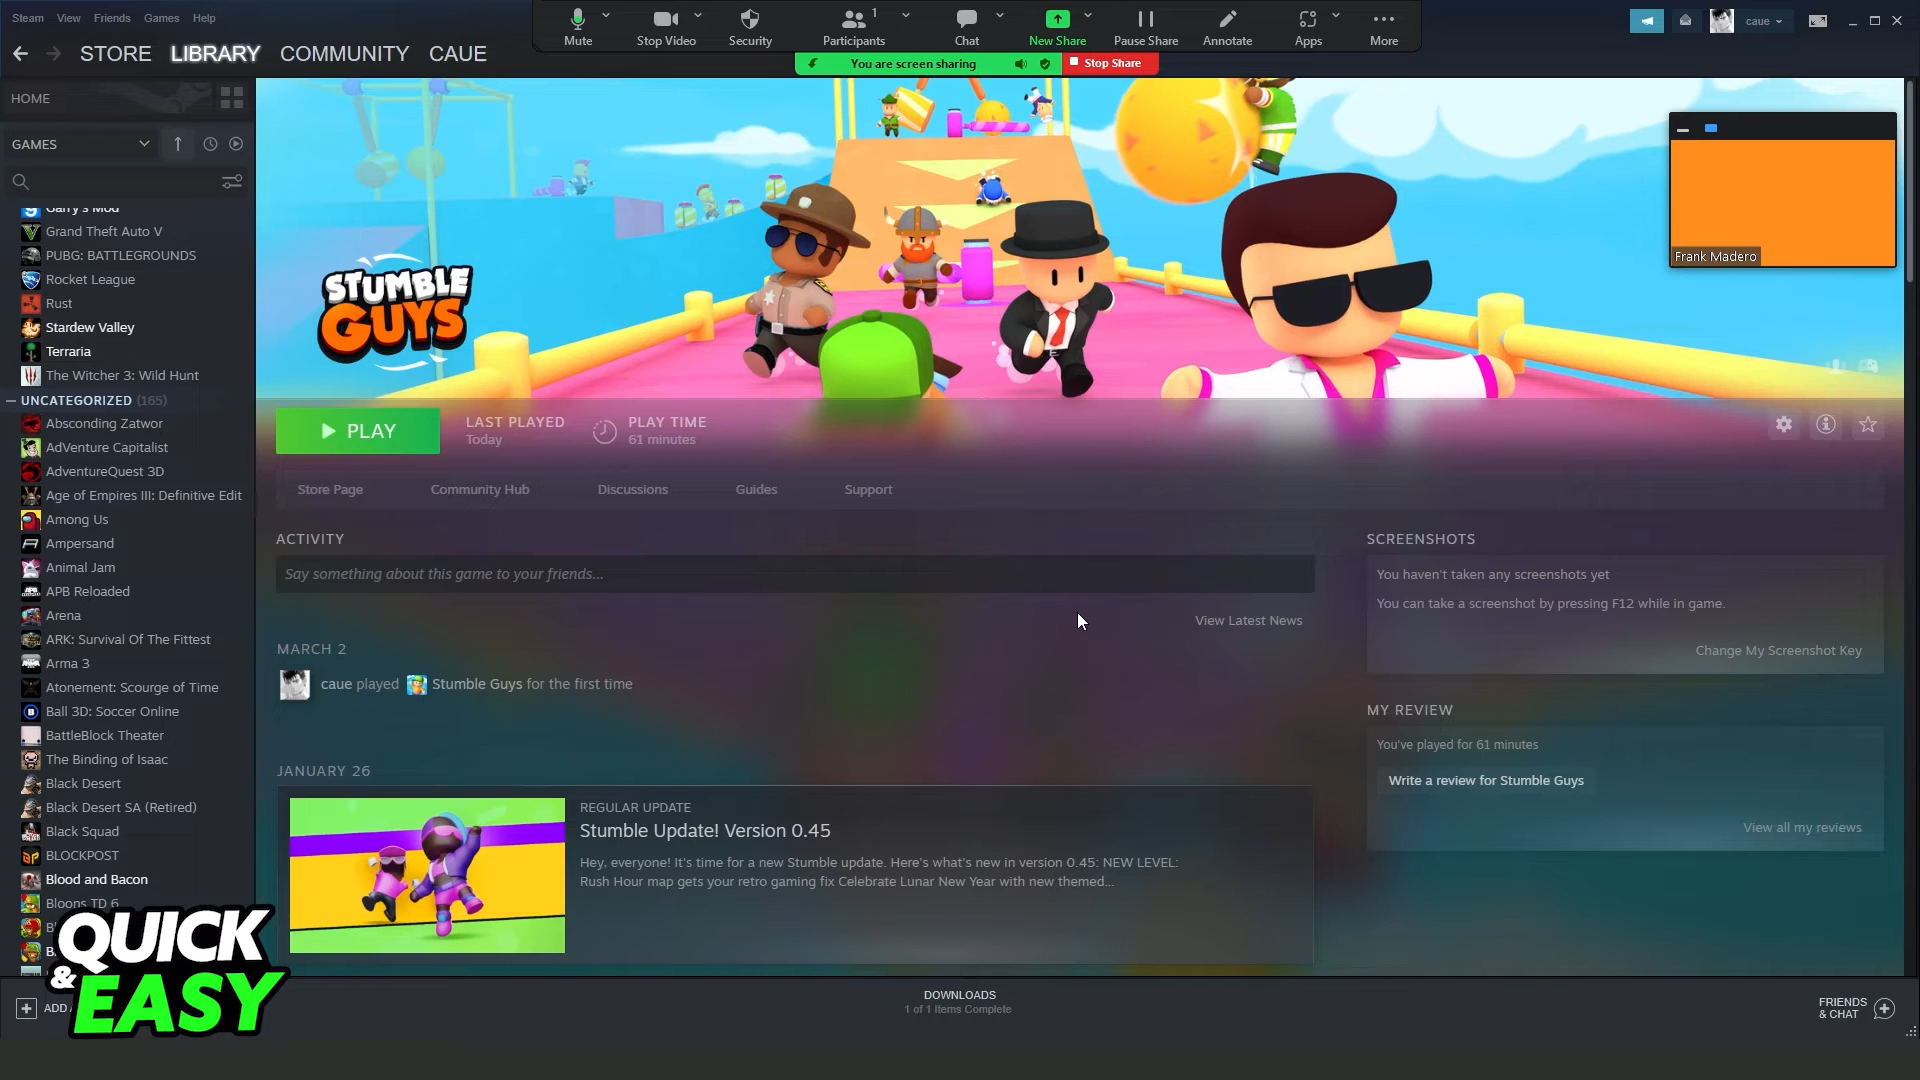 Steam View Friends Games Help
STORE LIBRARY COMMUNITY CAUE
Mute Stop Video Security Participants 1 Chat New Share Pause Share Annotate Apps More
You are screen sharing Stop Share
caue
HOME
GAMES
Garry's Mod
Grand Theft Auto V
PUBG: BATTLEGROUNDS
Rocket League
Rust
Stardew Valley
Terraria
The Witcher 3: Wild Hunt
UNCATEGORIZED (165)
Absconding Zatwor
AdVenture Capitalist
AdventureQuest 3D
Age of Empires III: Definitive Edit
Among Us
Ampersand
Animal Jam
APB Reloaded
Arena
ARK: Survival Of The Fittest
Arma 3
Atonement: Scourge of Time
Ball 3D: Soccer Online
BattleBlock Theater
The Binding of Isaac
Black Desert
Black Desert SA (Retired)
Black Squad
BLOCKPOST
Blood and Bacon
Bloons TD 6
STUMBLE
GUYS
Frank Madero
PLAY
LAST PLAYED
Today
PLAY TIME
61 minutes
Store Page Community Hub Discussions Guides Support
ACTIVITY
Say something about this game to your friends...
View Latest News
MARCH 2
caue played Stumble Guys for the first time
JANUARY 26
REGULAR UPDATE
Stumble Update! Version 0.45
Hey, everyone! It's time for a new Stumble update. Here's what's new in version 0.45: NEW LEVEL:
Rush Hour map gets your retro gaming fix Celebrate Lunar New Year with new themed...
SCREENSHOTS
You haven't taken any screenshots yet
You can take a screenshot by pressing F12 while in game.
Change My Screenshot Key
MY REVIEW
You've played for 61 minutes
Write a review for Stumble Guys
View all my reviews
QUICK
& EASY
ADD
DOWNLOADS
1 of 1 Items Complete
FRIENDS
& CHAT